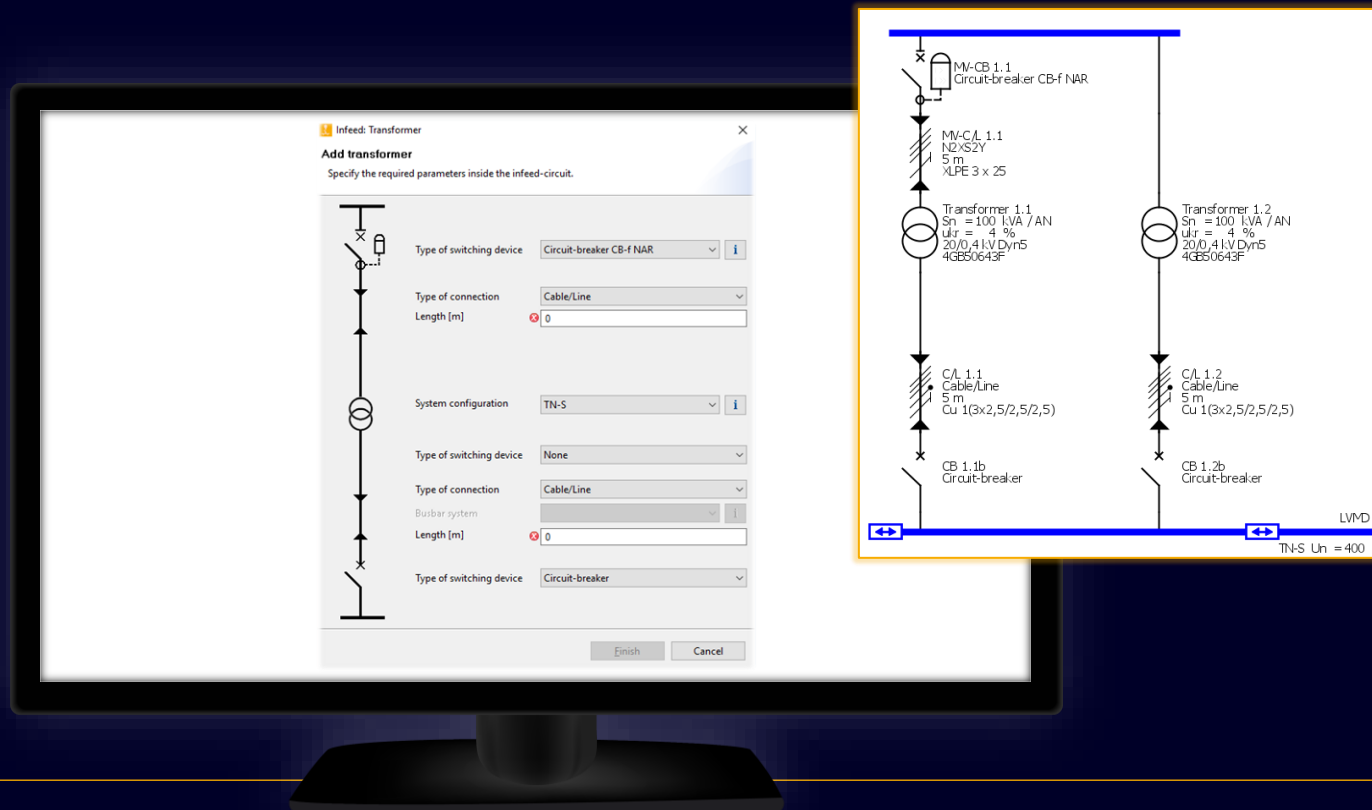 Infeed: Transformer
Add transformer
Specify the required parameters inside the infeed-circuit.
Type of switching device
Circuit-breaker CB-f NAR
i
Type of connection
Cable/Line
Length [m]
0
System configuration
TN-S
i
Type of switching device
None
Type of connection
Cable/Line
Busbar system
i
Length [m]
0
Type of switching device
Circuit-breaker
Finish
Cancel
MV-CB 1.1
Circuit-breaker CB-f NAR
MV-C/L 1.1
N2XS2Y
5 m
XLPE 3 x 25
Transformer 1.1
Sn = 100 kVA / AN
ukr = 4 %
20/0,4 kV Dyn5
4GB50643F
Transformer 1.2
Sn = 100 kVA / AN
ukr = 4 %
20/0,4 kV Dyn5
4GB50643F
C/L 1.1
Cable/Line
5 m
Cu 1(3x2,5/2,5/2,5)
C/L 1.2
Cable/Line
5 m
Cu 1(3x2,5/2,5/2,5)
CB 1.1b
Circuit-breaker
CB 1.2b
Circuit-breaker
LVMD
TN-S Un = 400